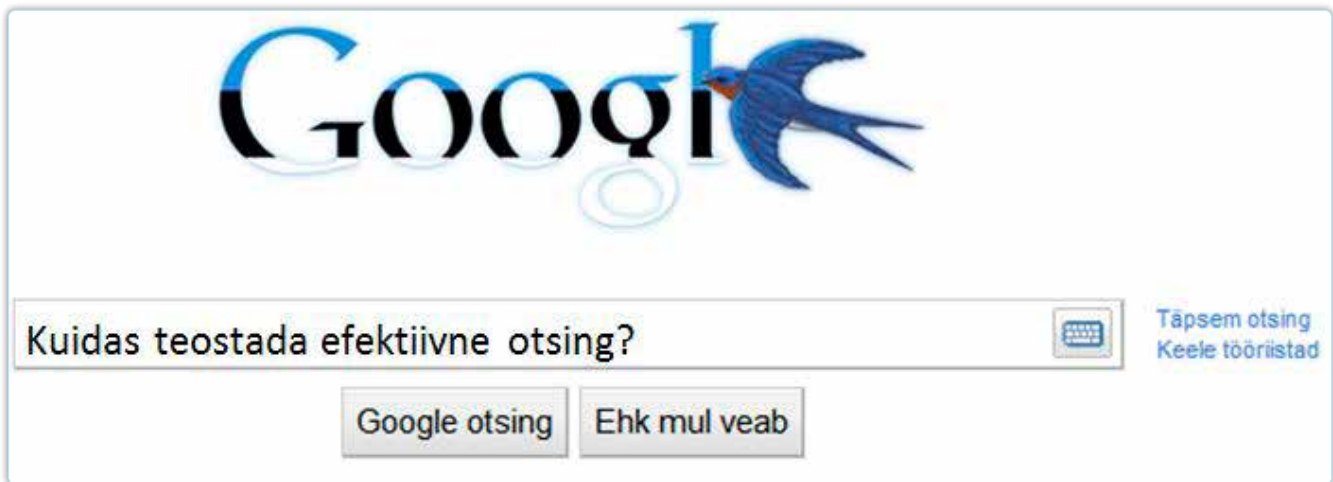 Googl
Kuidas teostada efektiivne otsing?
Täpsem otsing
Keele tööriistad
Google otsing
Ehk mul veab